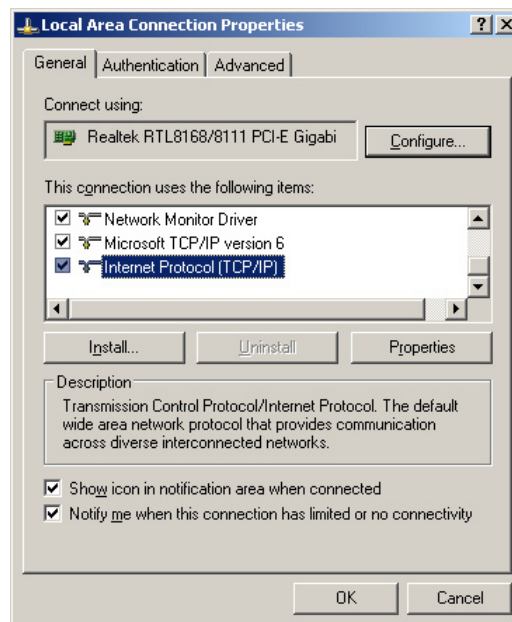 Local Area Connection Properties
General Authentication Advanced
Connect using:
Realtek RTL8168/8111 PCI-E Gigabi Configure...
This connection uses the following items:
Network Monitor Driver
Microsoft TCP/IP version 6
Internet Protocol (TCP/IP)
Install... Uninstall Properties
Description
Transmission Control Protocol/Internet Protocol. The default
wide area network protocol that provides communication
across diverse interconnected networks.
Show icon in notification area when connected
Notify me when this connection has limited or no connectivity
OK Cancel